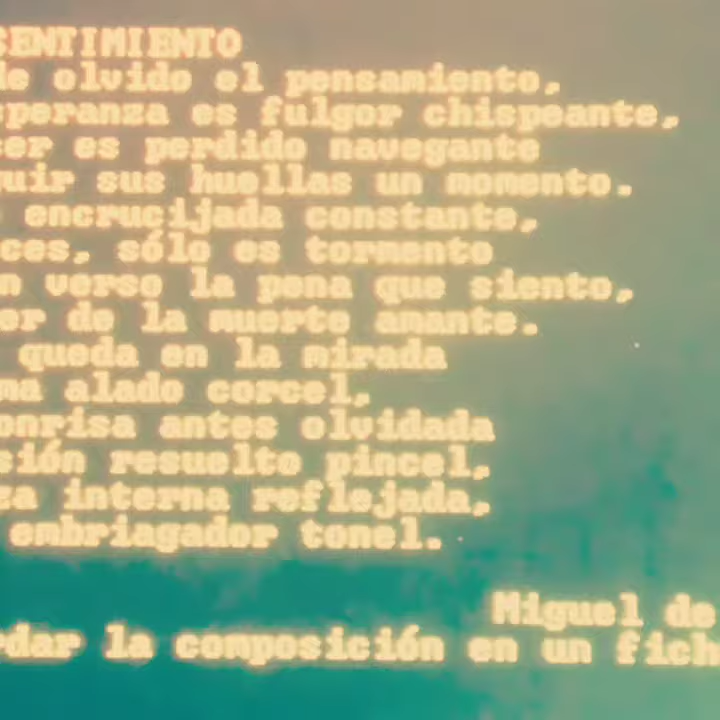 SENTIMIENTO
de olvido el pensamiento,
speranza es fulgor chispeante,
cer es perdido navegante
guir sus huellas un momento.
encrucijada constante,
ces, sólo es tormento
n verso la pena que siento,
er de la muerte amante.
queda en la mirada
ma alado corcel,
onrisa antes olvidada
sión resuelto pincel,
za interna reflejada,
embriagador tonel.
Miguel de
rdar la composición en un fich